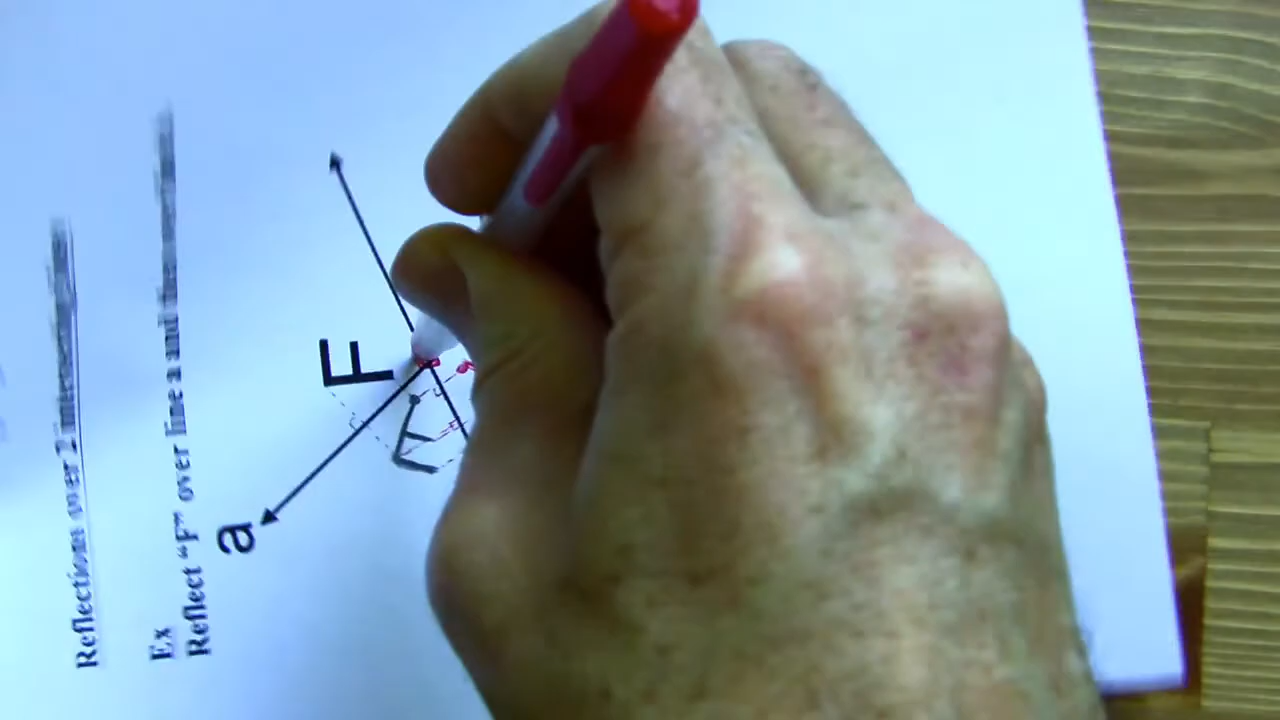 Reflections over 2
Ex
Reflect “F” over line a and
F
a